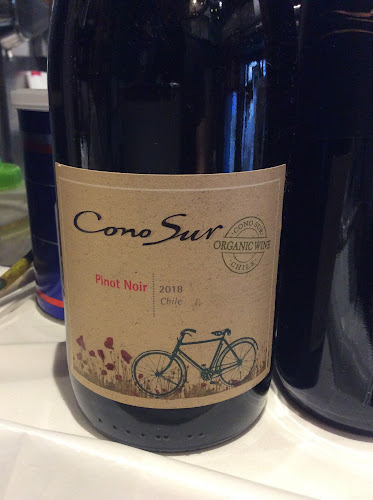 Cono Sur
CONO SUR
ORGANIC WINE
CHILE
Pinot Noir
2018
Chile